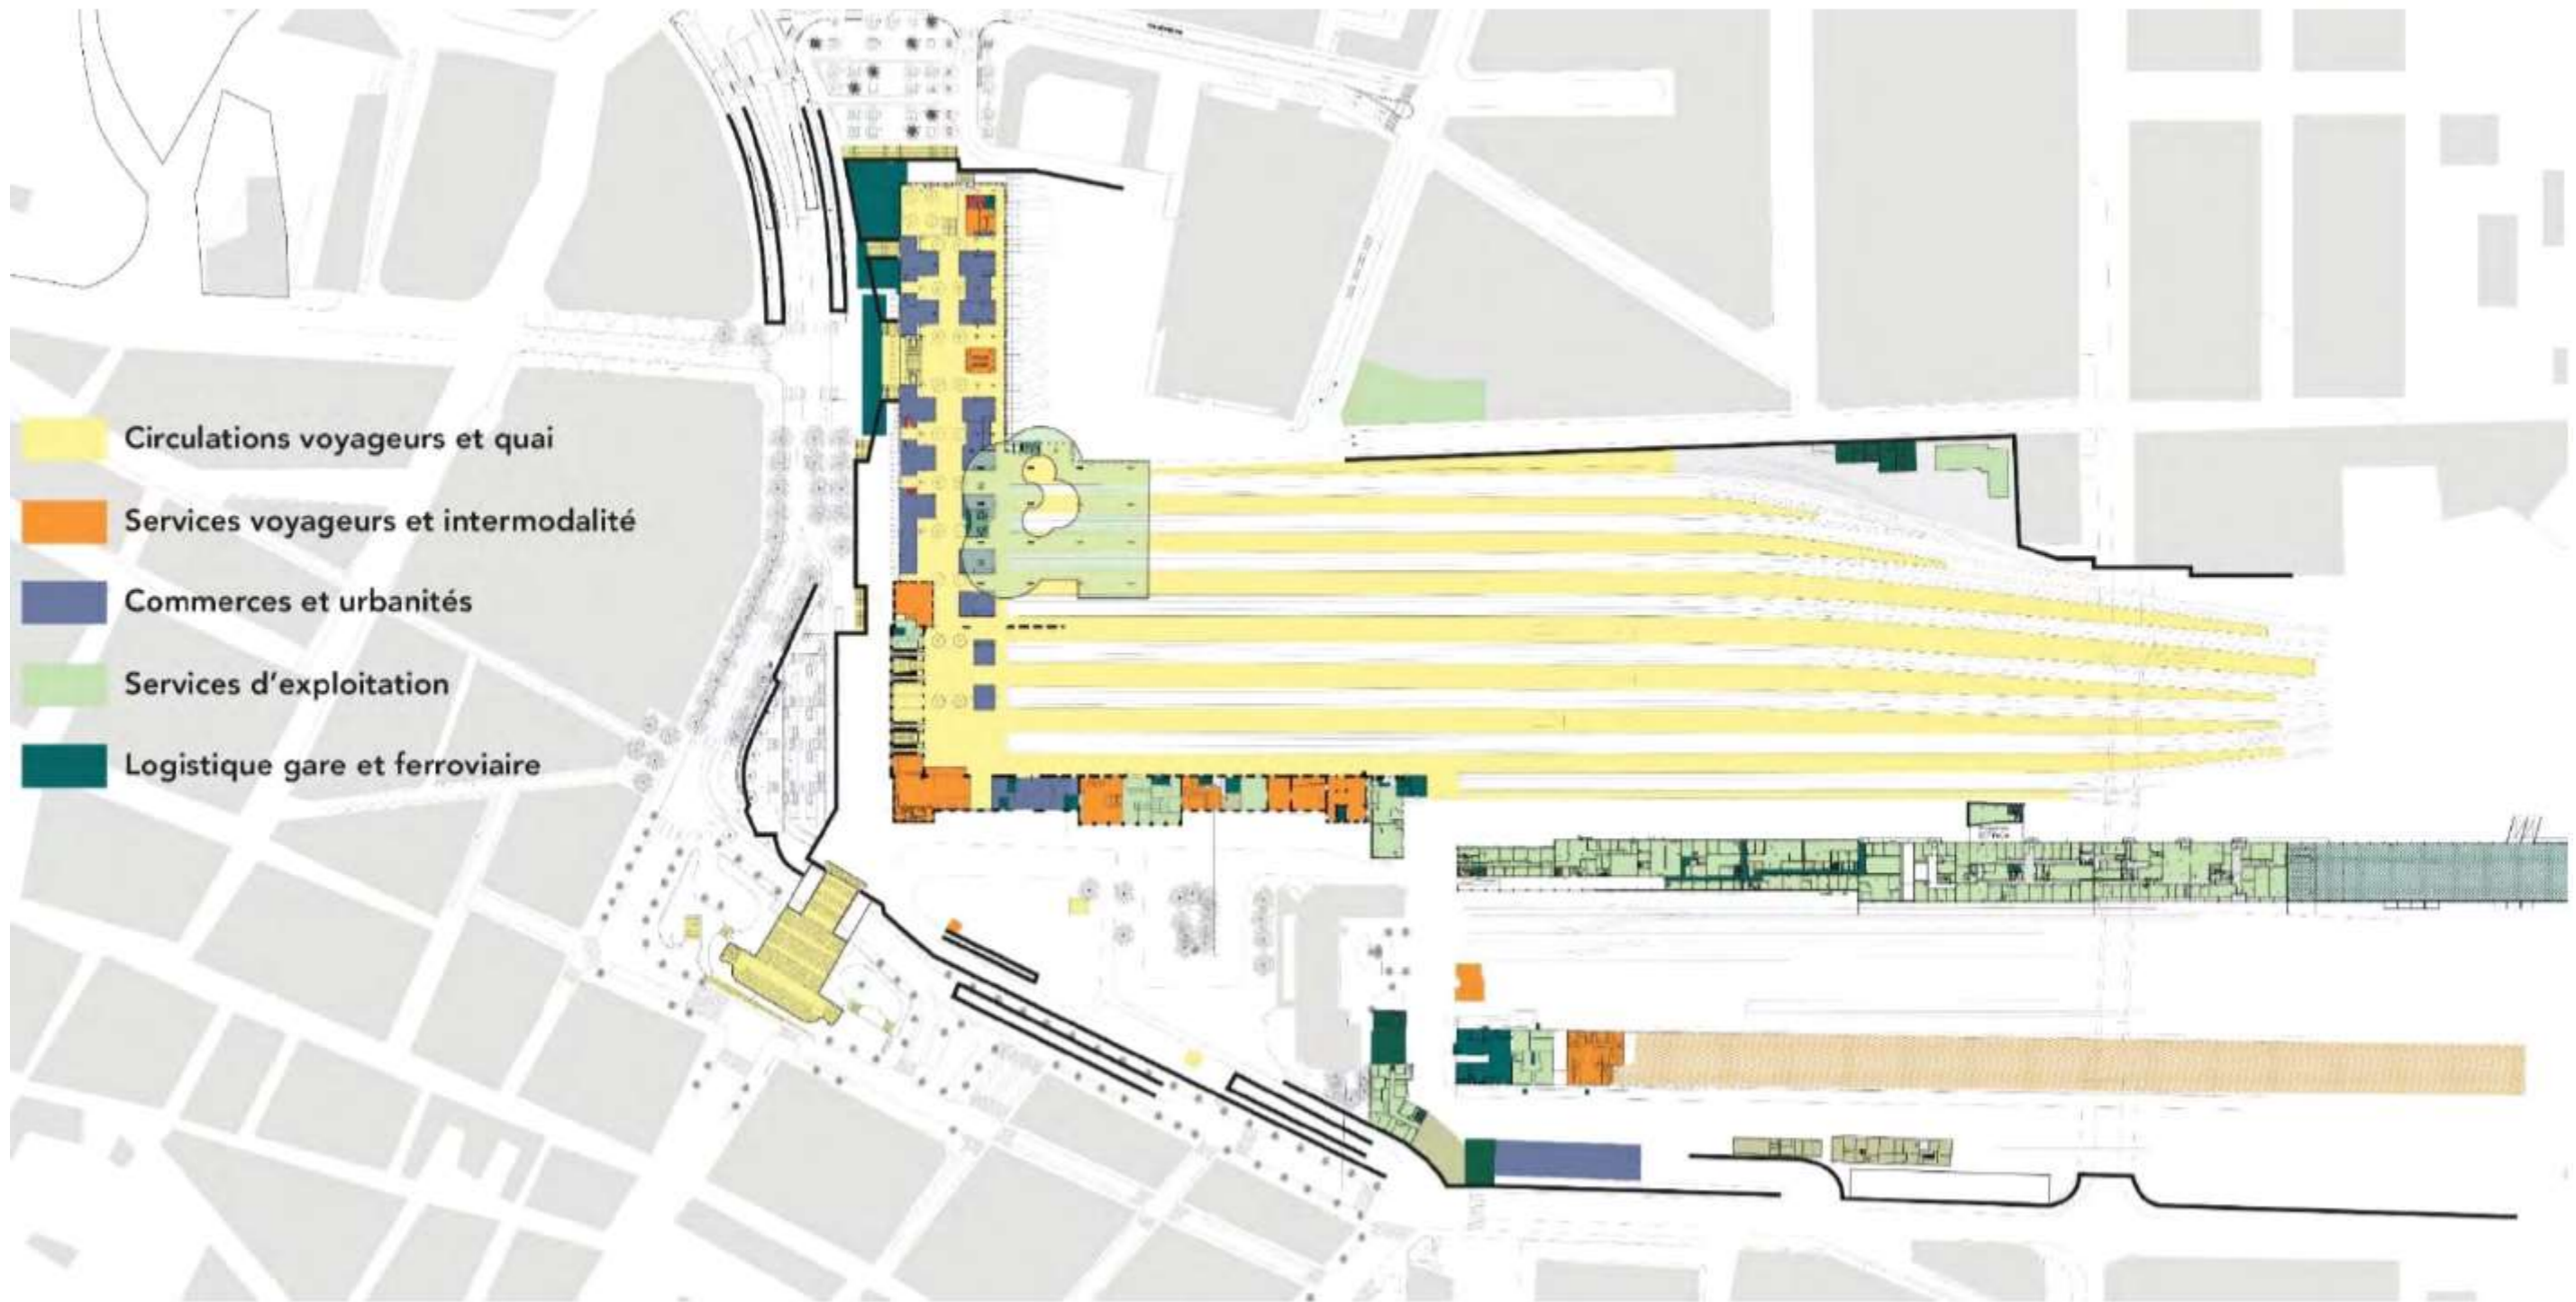 Circulations voyageurs et quai
Services voyageurs et intermodalité
Commerces et urbanités
Services d'exploitation
Logistique gare et ferroviaire